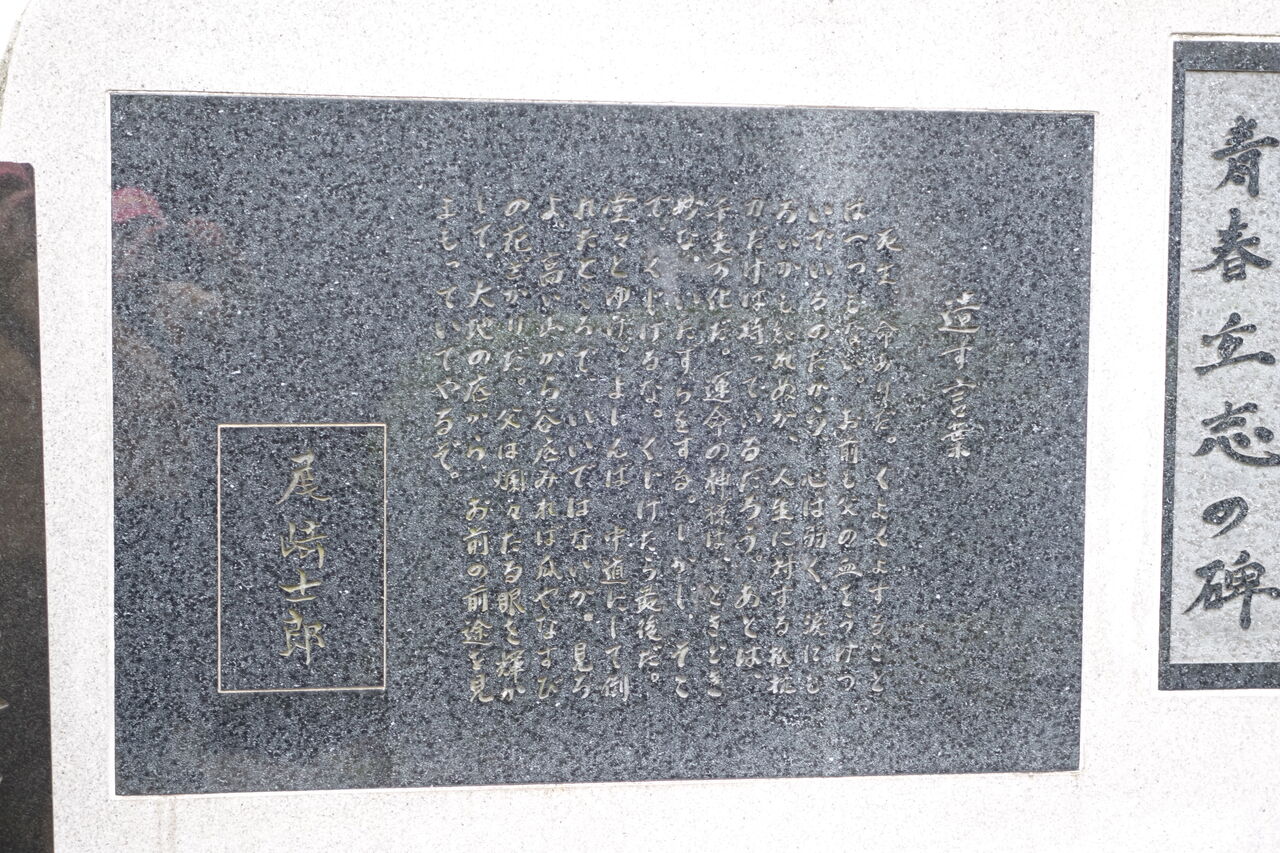 青春立志の碑
遺す言葉
死生、命ありだ。くよくよするこど
はべつとない。お前も父の血をうけつ
いでいるのだから、心は弱く、涙にも
ろいかも知れぬが、人生に対する抵抗
力だけは持っているだろう、あとは、
千変万化だ。運命の神様は、ときどき
妙な、いたずらをする。しかし、そこ
で、くじけるな。くじけたら最後だ。
堂々とゆけ。よしんば、中道にして倒
れたところで、いいではないか。見ろ
よ、高い山から谷底みれば瓜やなすび
の花ざかりだ。父は爛々たる眼を輝か
して、大地の底から、お前の前途を見
まもっていてやるぞ。
尾崎士郎